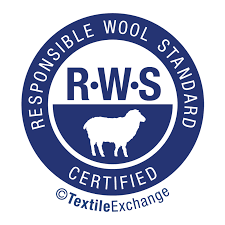 RESPONSIBLE WOOL STANDARD
R·W·S
CERTIFIED
©TextileExchange